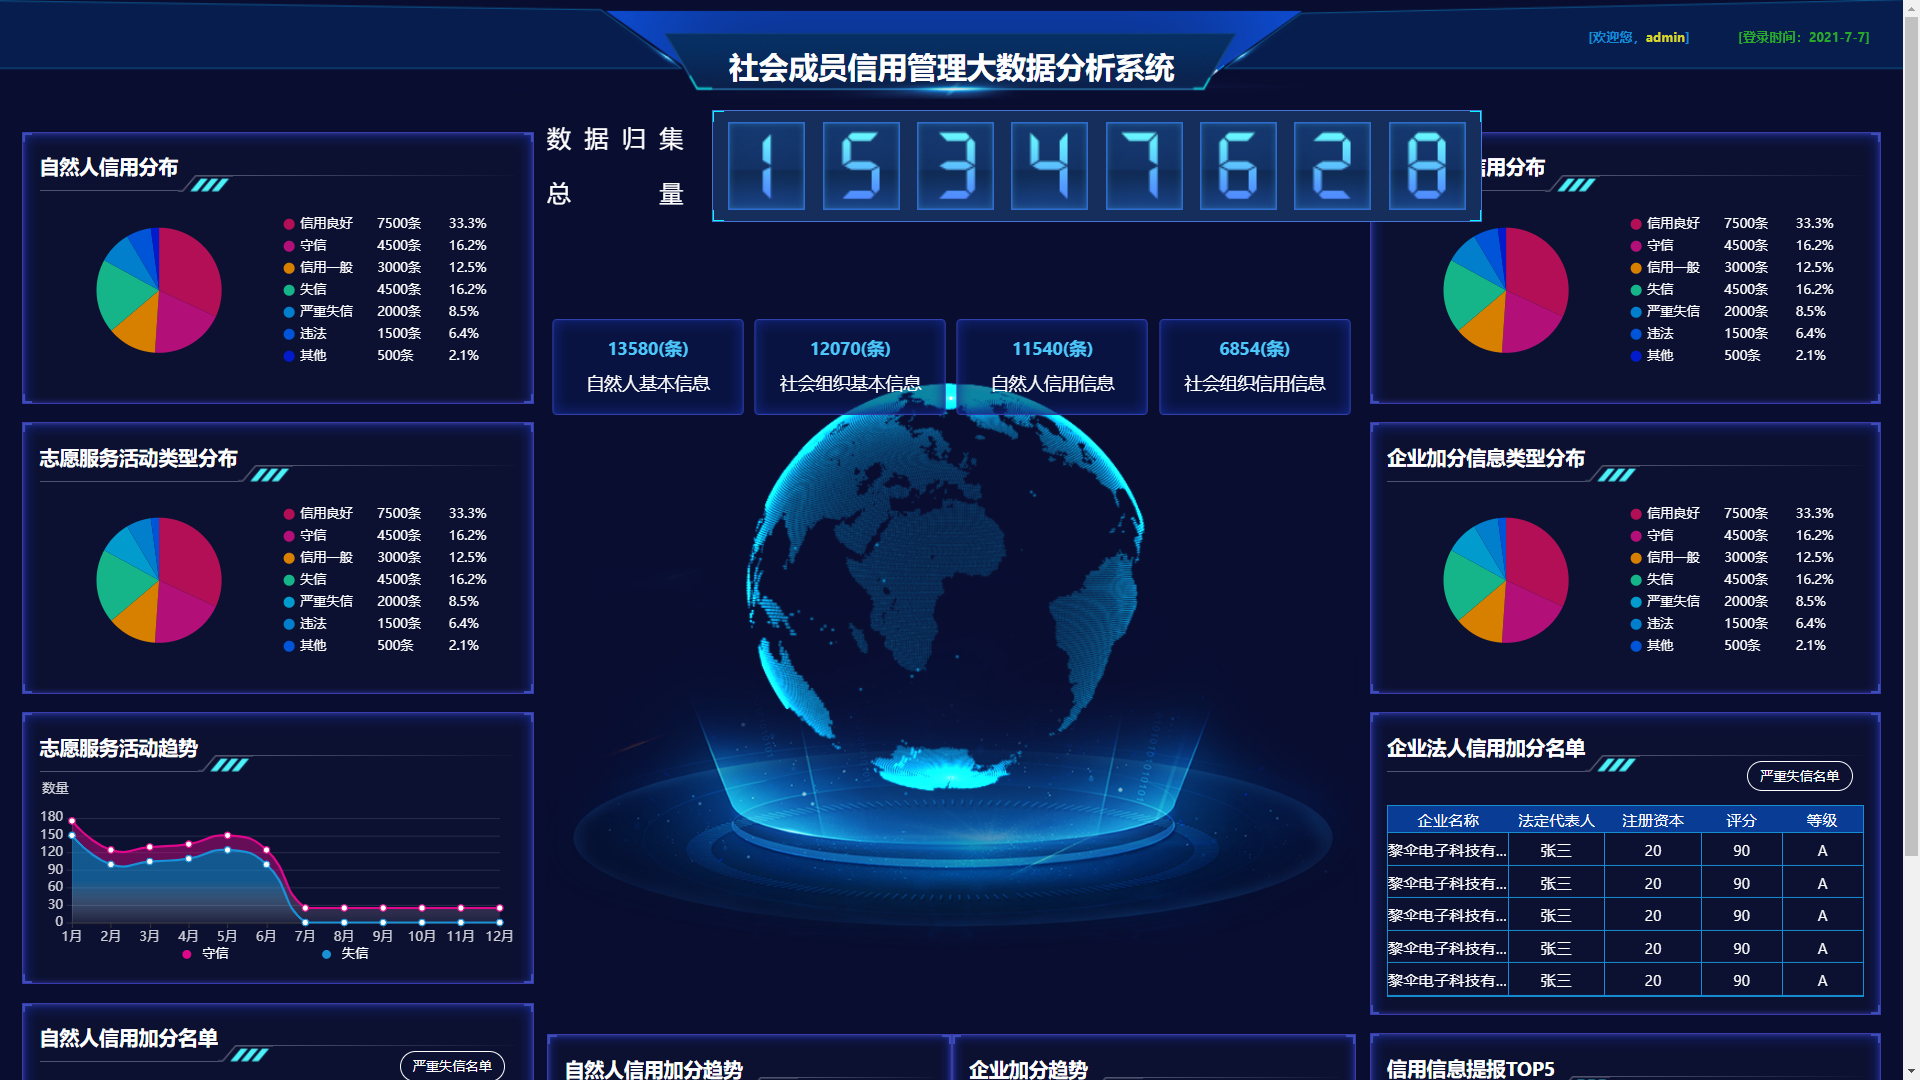 [欢迎您，admin]
[登录时间：2021-7-7]
社会成员信用管理大数据分析系统
数据归集
总量
1 5 3 4 7 6 2 8
自然人信用分布
信用良好 7500条 33.3%
守信 4500条 16.2%
信用一般 3000条 12.5%
失信 4500条 16.2%
严重失信 2000条 8.5%
违法 1500条 6.4%
其他 500条 2.1%
志愿服务活动类型分布
信用良好 7500条 33.3%
守信 4500条 16.2%
信用一般 3000条 12.5%
失信 4500条 16.2%
严重失信 2000条 8.5%
违法 1500条 6.4%
其他 500条 2.1%
志愿服务活动趋势
数量
180
150
120
90
60
30
0
1月 2月 3月 4月 5月 6月 7月 8月 9月 10月 11月 12月
守信 失信
自然人信用加分名单
严重失信名单
13580(条)
自然人基本信息
12070(条)
社会组织基本信息
11540(条)
自然人信用信息
6854(条)
社会组织信用信息
自然人信用加分趋势
企业加分趋势
信用分布
信用良好 7500条 33.3%
守信 4500条 16.2%
信用一般 3000条 12.5%
失信 4500条 16.2%
严重失信 2000条 8.5%
违法 1500条 6.4%
其他 500条 2.1%
企业加分信息类型分布
信用良好 7500条 33.3%
守信 4500条 16.2%
信用一般 3000条 12.5%
失信 4500条 16.2%
严重失信 2000条 8.5%
违法 1500条 6.4%
其他 500条 2.1%
企业法人信用加分名单
严重失信名单
企业名称 法定代表人 注册资本 评分 等级
黎伞电子科技有... 张三 20 90 A
黎伞电子科技有... 张三 20 90 A
黎伞电子科技有... 张三 20 90 A
黎伞电子科技有... 张三 20 90 A
黎伞电子科技有... 张三 20 90 A
信用信息提报TOP5